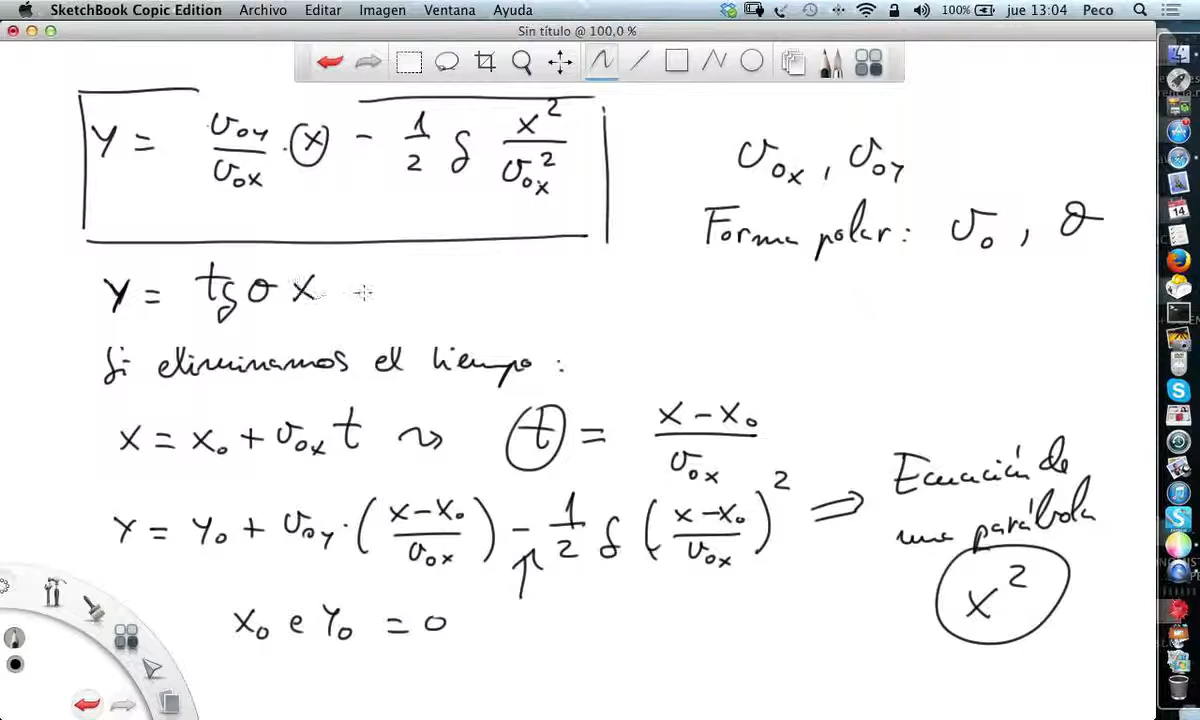 SketchBook Copic Edition Archivo Editar Imagen Ventana Ayuda 100% jue 13:04 Peco
Sin título @ 100,0 %
Y = v₀y/v₀x · x - 1/2 g x²/v₀x²
v₀x, v₀y
Forma polar: v₀, θ
Y = tg θ x
Si eliminamos el tiempo:
x = x₀ + v₀x t ⇝ t = (x-x₀)/v₀x
Y = Y₀ + v₀y · ((x-x₀)/v₀x) - 1/2 g ((x-x₀)/v₀x)² ⇒ Ecuación de
una parábola
x²
x₀ e Y₀ = 0